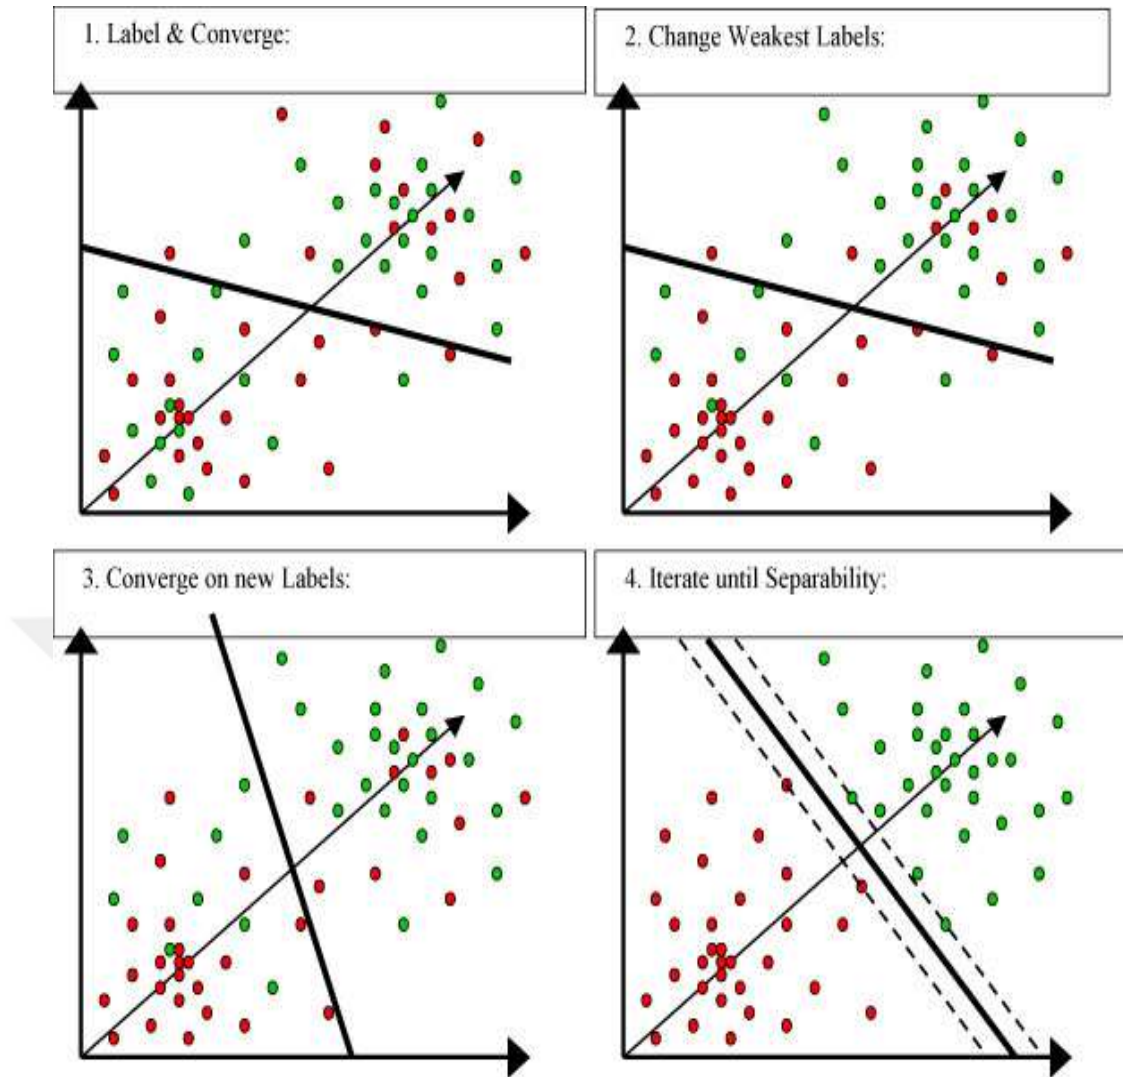 1. Label & Converge:
2. Change Weakest Labels:
3. Converge on new Labels:
4. Iterate until Separability: